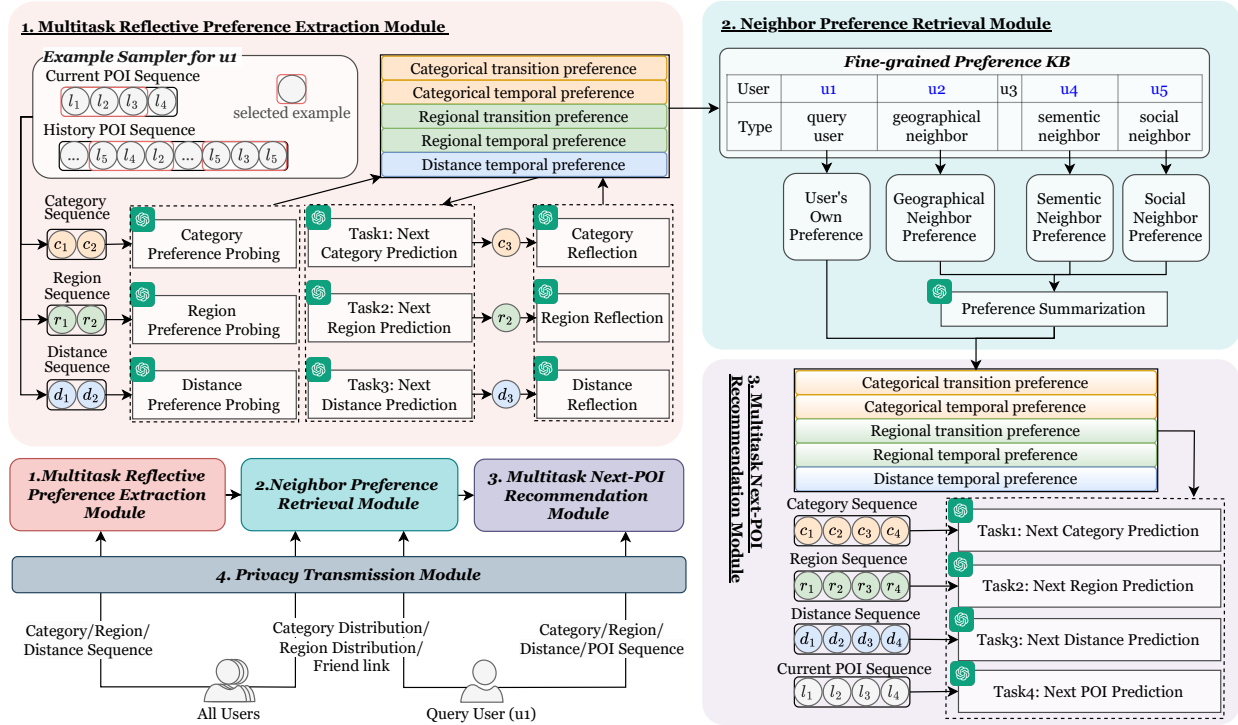 1. Multitask Reflective Preference Extraction Module
Example Sampler for u1
Current POI Sequence
l1 l2 l3 l4
selected example
History POI Sequence
... l5 l4 l2 ... l5 l3 l5
Categorical transition preference
Categorical temporal preference
Regional transition preference
Regional temporal preference
Distance temporal preference
Category
Sequence
c1 c2
Category
Preference Probing
Task1: Next
Category Prediction
c3
Category
Reflection
Region
Sequence
r1 r2
Region
Preference Probing
Task2: Next
Region Prediction
r2
Region Reflection
Distance
Sequence
d1 d2
Distance
Preference Probing
Task3: Next
Distance Prediction
d3
Distance
Reflection
2. Neighbor Preference Retrieval Module
Fine-grained Preference KB
User u1 u2 u3 u4 u5
Type
query
user
geographical
neighbor
sementic
neighbor
social
neighbor
User's
Own
Preference
Geographical
Neighbor
Preference
Sementic
Neighbor
Preference
Social
Neighbor
Preference
Preference Summarization
3. Multitask Next-POI
Recommendation Module
Categorical transition preference
Categorical temporal preference
Regional transition preference
Regional temporal preference
Distance temporal preference
Category Sequence
c1 c2 c3 c4
Task1: Next Category Prediction
Region Sequence
r1 r2 r3 r4
Task2: Next Region Prediction
Distance Sequence
d1 d2 d3 d4
Task3: Next Distance Prediction
Current POI Sequence
l1 l2 l3 l4
Task4: Next POI Prediction
1.Multitask Reflective
Preference Extraction
Module
2.Neighbor Preference
Retrieval Module
3. Multitask Next-POI
Recommendation
Module
4. Privacy Transmission Module
Category/Region/
Distance Sequence
Category Distribution/
Region Distribution/
Friend link
Category/Region/
Distance/POI Sequence
All Users
Query User (u1)